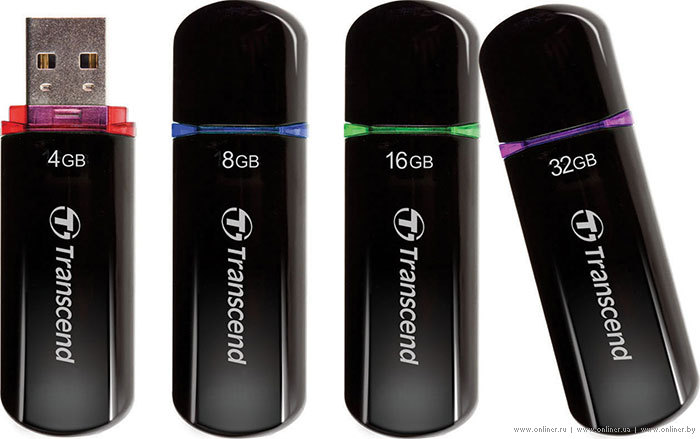 4GB
Transcend
8GB
Transcend
16GB
Transcend
32GB
Transcend
www.onliner.ru | www.onliner.ua | www.onliner.by